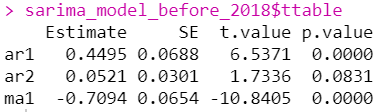 > sarima_model_before_2018$ttable
Estimate SE t.value p.value
ar1 0.4495 0.0688 6.5371 0.0000
ar2 0.0521 0.0301 1.7336 0.0831
ma1 -0.7094 0.0654 -10.8405 0.0000